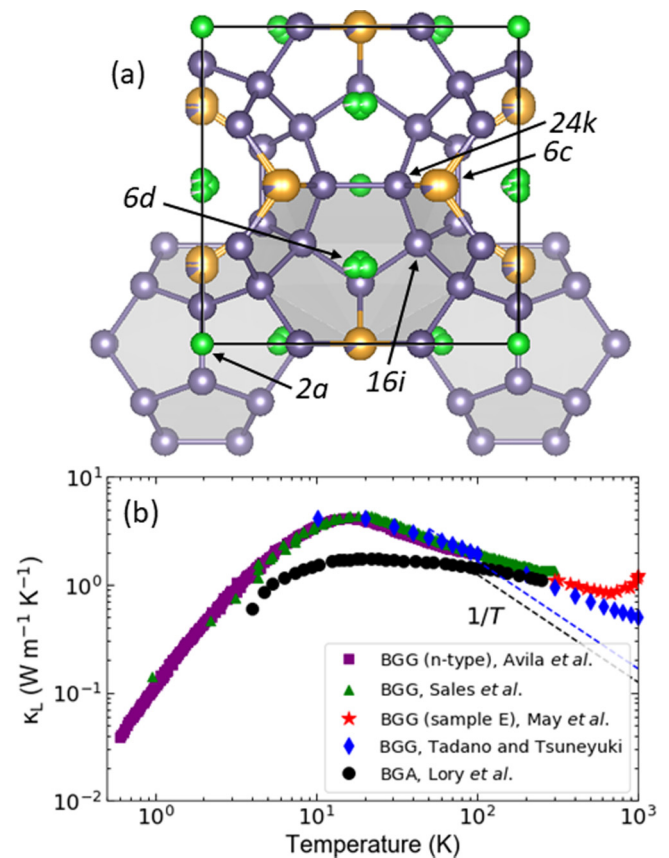 (a)
24k
6c
6d
2a
16i
(b)
κL (W m−1 K−1)
10¹
10⁰
10−1
10−2
1/T
BGG (n-type), Avila et al.
BGG, Sales et al.
BGG (sample E), May et al.
BGG, Tadano and Tsuneyuki
BGA, Lory et al.
10⁰ 10¹ 10² 10³
Temperature (K)